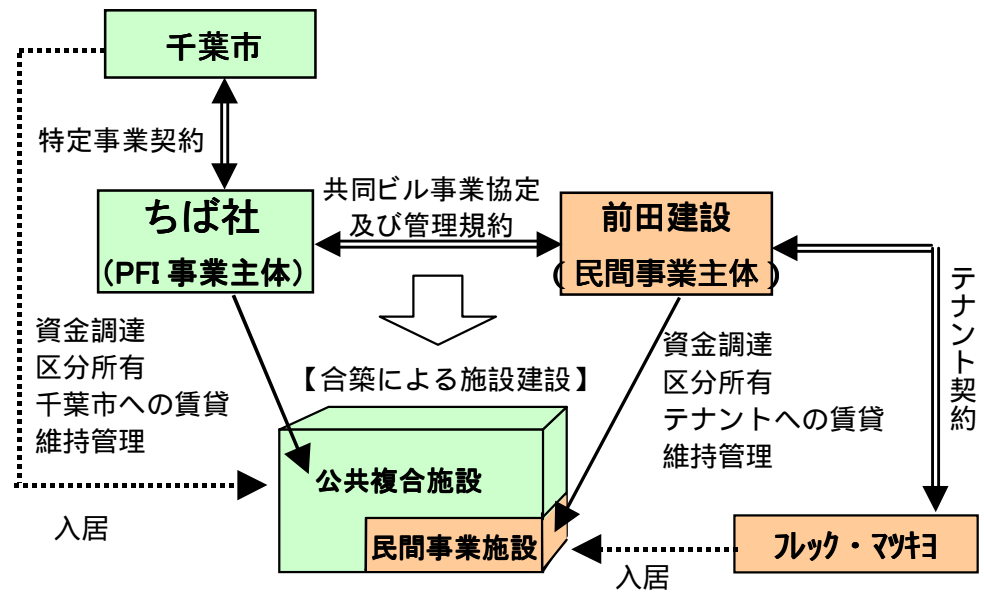 千葉市
特定事業契約
共同ビル事業協定
及び管理規約
ちば社
（PFI 事業主体）
前田建設
（ 民間事業主体 ）
テナント契約
資金調達
区分所有
千葉市への賃貸
維持管理
資金調達
区分所有
テナントへの賃貸
維持管理
【合築による施設建設】
公共複合施設
民間事業施設
入居
入居
フレック・マツキヨ